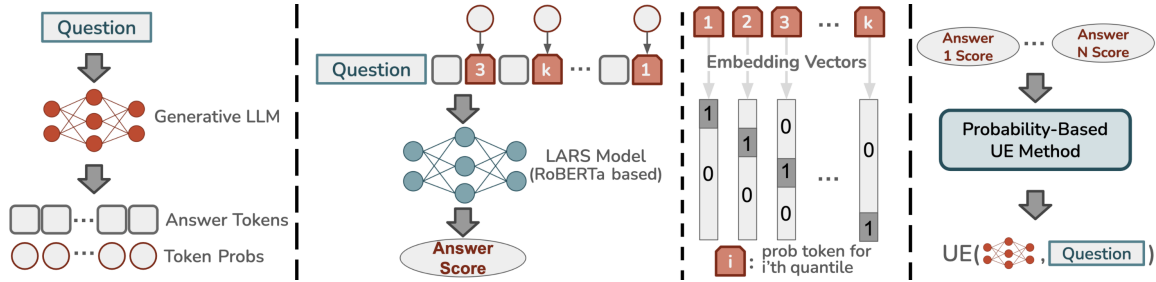 Question
Generative LLM
... Answer Tokens
... Token Probs
Question 3 k ... 1
LARS Model
(RoBERTa based)
Answer
Score
1 2 3 ... k
Embedding Vectors
1
0
1
0
0
1
0
...
0
1
i : prob token for
i'th quantile
Answer
1 Score
...
Answer
N Score
Probability-Based
UE Method
UE( , Question )